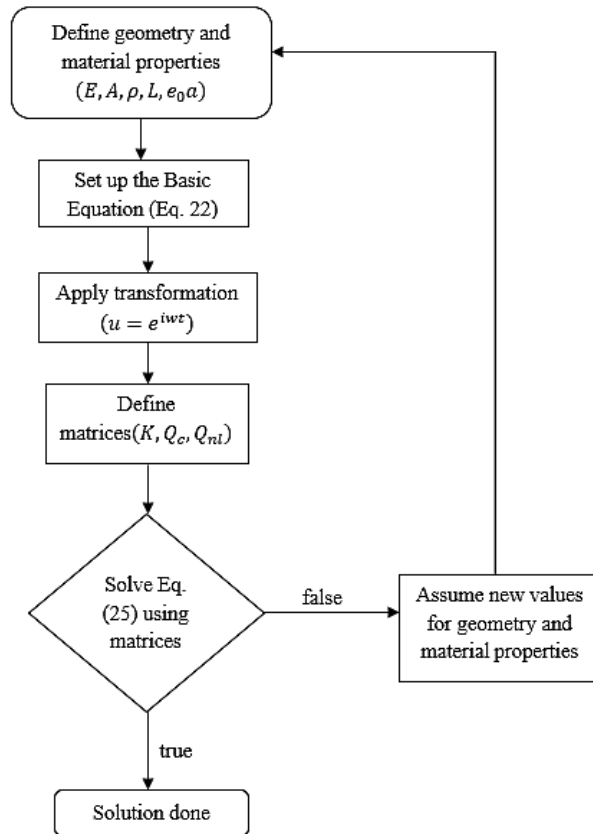 Define geometry and
material properties
(E, A, ρ, L, e₀a)
Set up the Basic
Equation (Eq. 22)
Apply transformation
(u = eⁱʷᵗ)
Define
matrices(K, Q_c, Q_nl)
Solve Eq.
(25) using
matrices
false
Assume new values
for geometry and
material properties
true
Solution done